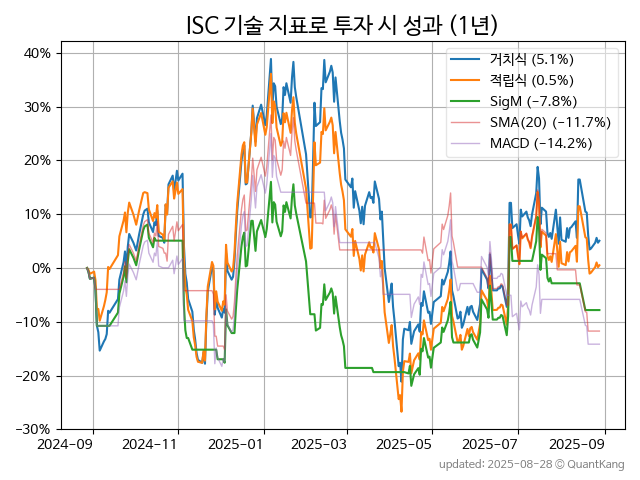 ISC 기술 지표로 투자 시 성과 (1년)
거치식 (5.1%)
적립식 (0.5%)
SigM (−7.8%)
SMA(20) (−11.7%)
MACD (−14.2%)
40%
30%
20%
10%
0%
−10%
−20%
−30%
2024-09
2024-11
2025-01
2025-03
2025-05
2025-07
2025-09
updated: 2025-08-28 © QuantKang